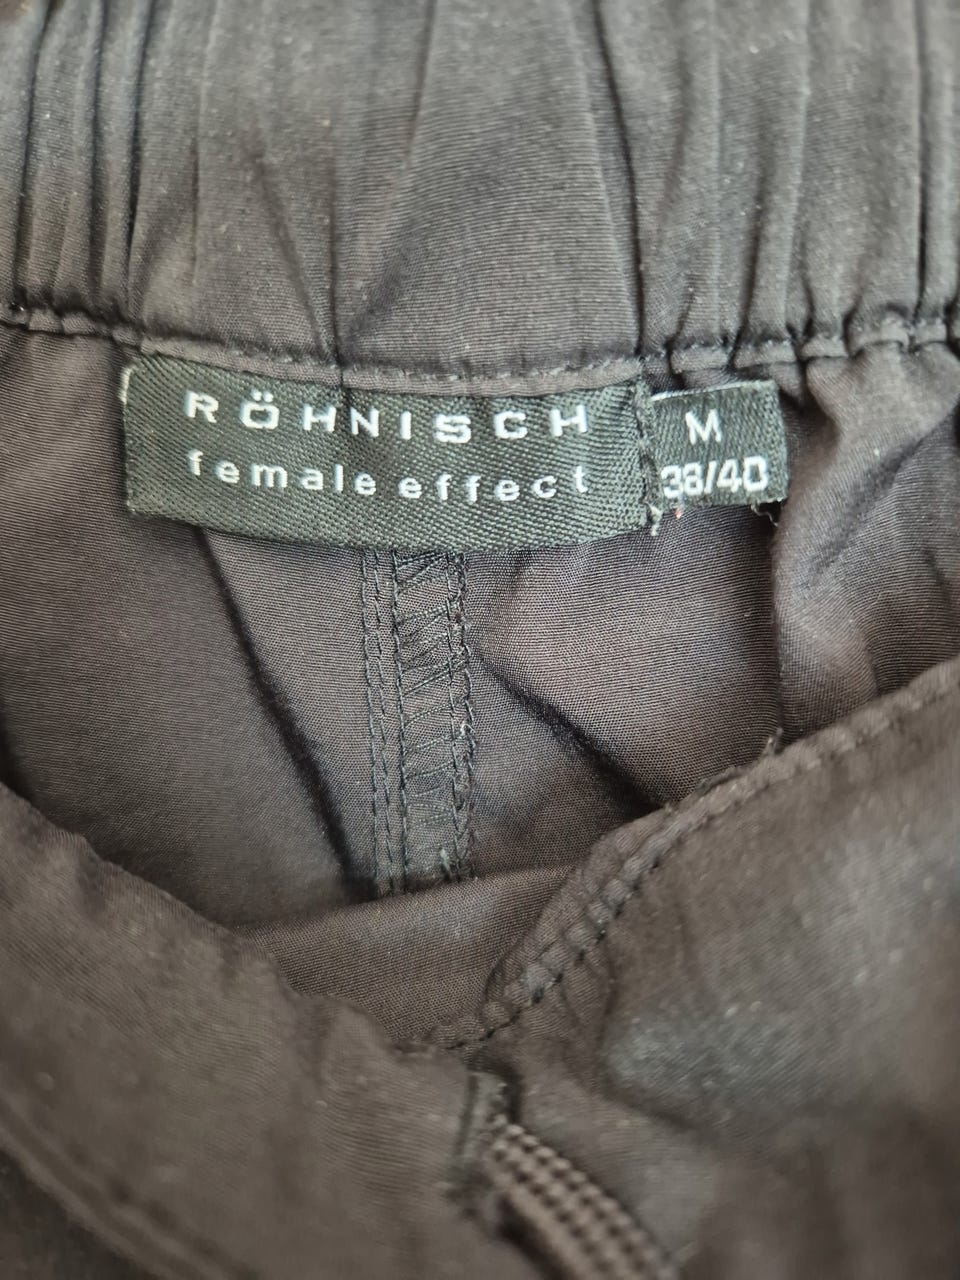 RÖHNISCH
female effect
M
38/40